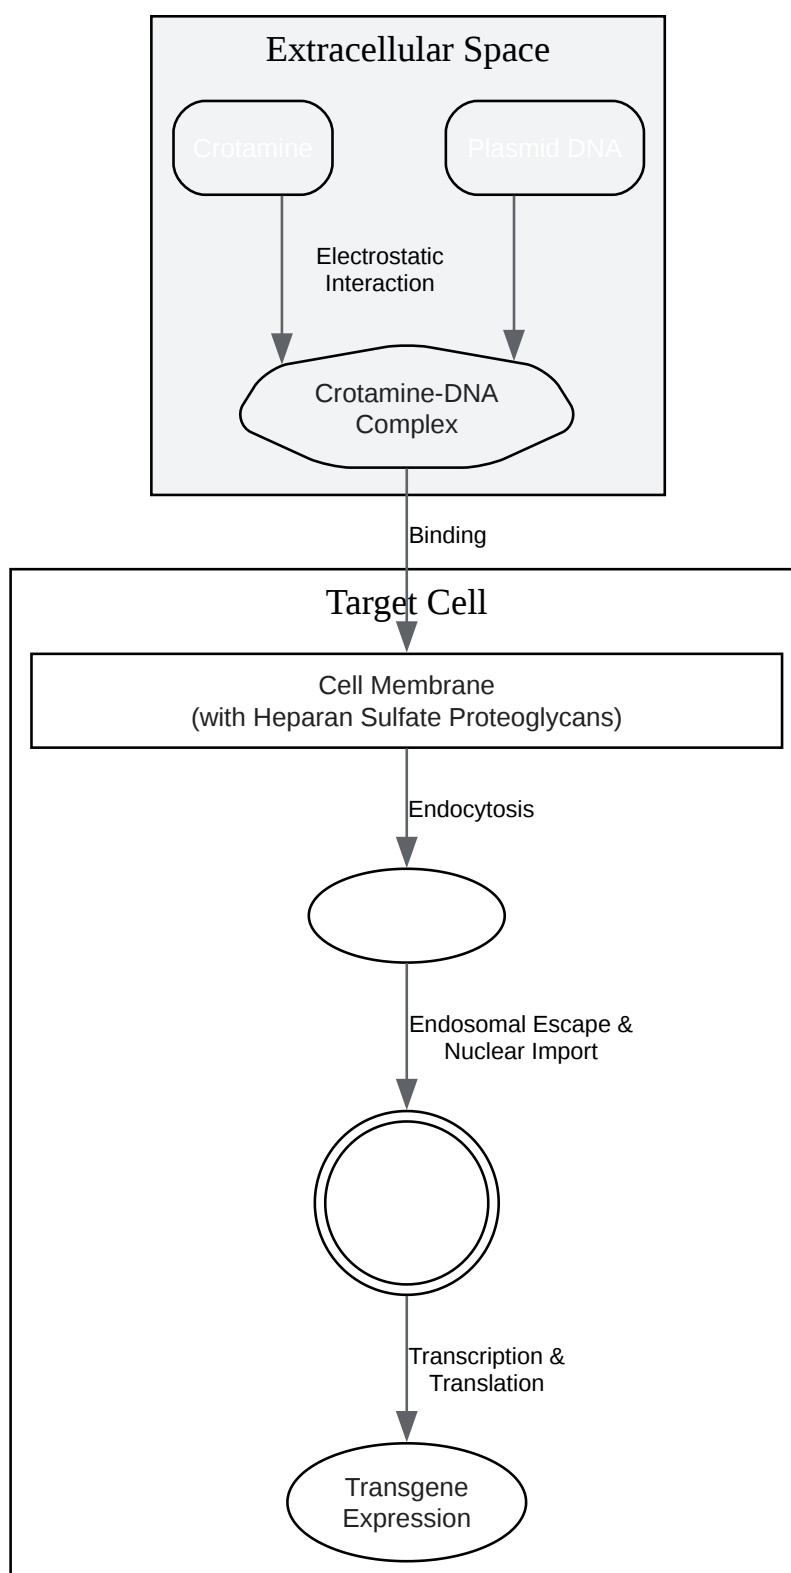 Extracellular Space
Crotamine
Plasmid DNA
Electrostatic
Interaction
Crotamine-DNA
Complex
Binding
Target Cell
Cell Membrane
(with Heparan Sulfate Proteoglycans)
Endocytosis
Endosomal Escape &
Nuclear Import
Transcription &
Translation
Transgene
Expression